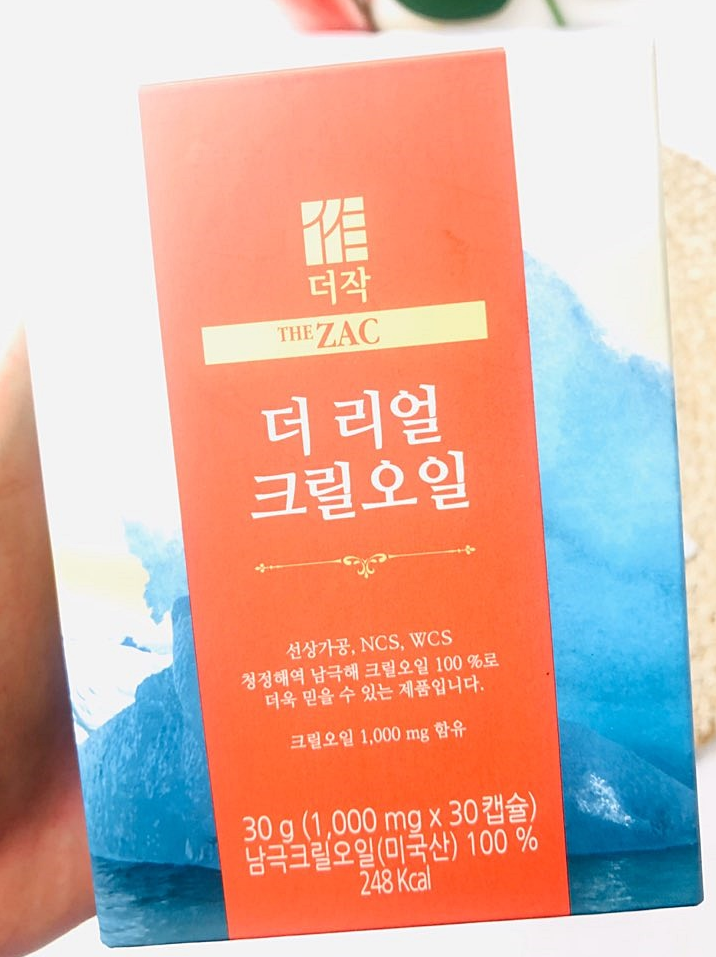 더작
THE ZAC
더 리얼
크릴오일
선상가공, NCS, WCS
청정해역 남극해 크릴오일 100 %로
더욱 믿을 수 있는 제품입니다.
크릴오일 1,000 mg 함유
30 g (1,000 mg x 30캡슐)
남극크릴오일(미국산) 100 %
248 Kcal